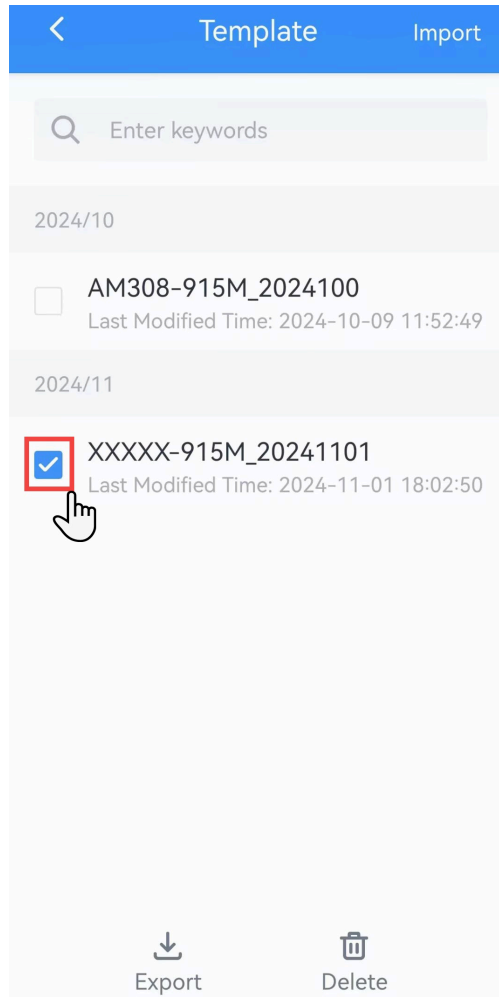 Template Import
Enter keywords
2024/10
AM308-915M_2024100
Last Modified Time: 2024-10-09 11:52:49
2024/11
XXXXX-915M_20241101
Last Modified Time: 2024-11-01 18:02:50
Export Delete